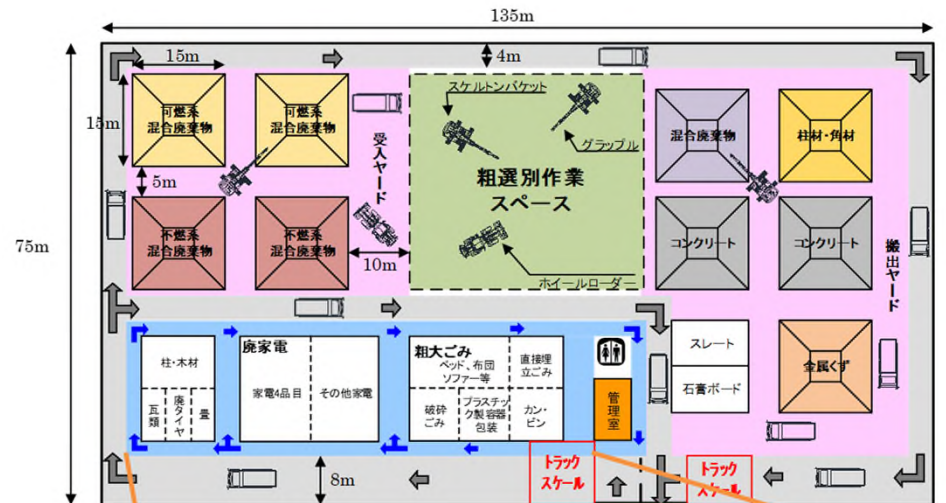 135m
4m
15m
15m
5m
75m
10m
8m
可燃系
混合廃棄物
可燃系
混合廃棄物
不燃系
混合廃棄物
不燃系
混合廃棄物
受入ヤード
スケルトンバケット
グラップル
粗選別作業
スペース
ホイールローダー
混合廃棄物
柱材・角材
コンクリート
コンクリート
搬出ヤード
スレート
石膏ボード
金属くず
柱・木材
瓦類
廃タイヤ
畳
廃家電
家電4品目
その他家電
粗大ごみ
ベッド、布団
ソファー等
直接埋
立ごみ
破砕
ごみ
プラスチッ
ク製容器
包装
カン・
ビン
管理室
トラック
スケール
トラック
スケール